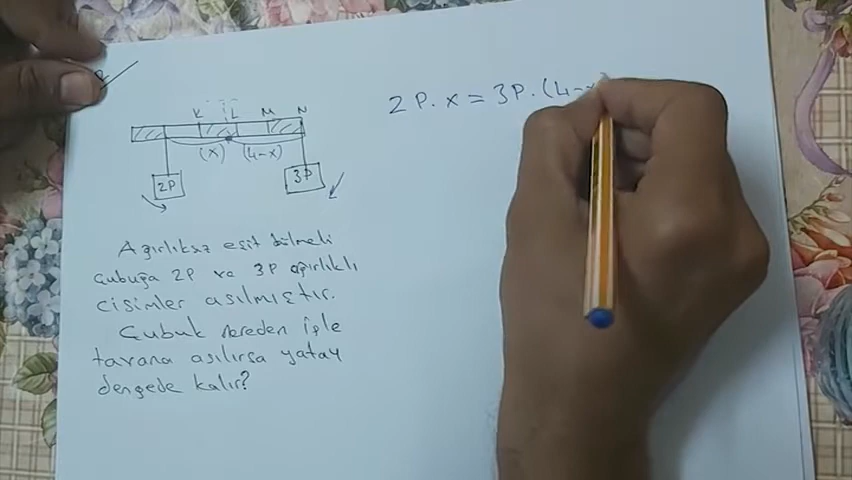 2P.x = 3P.(4-x
K L M N
(x) (4-x)
2P 3P
Ağırlıksız eşit bölmeli
çubuğa 2P ve 3P ağırlıklı
cisimler asılmıştır.
Çubuk nereden iple
tavana asılırsa yatay
dengede kalır?